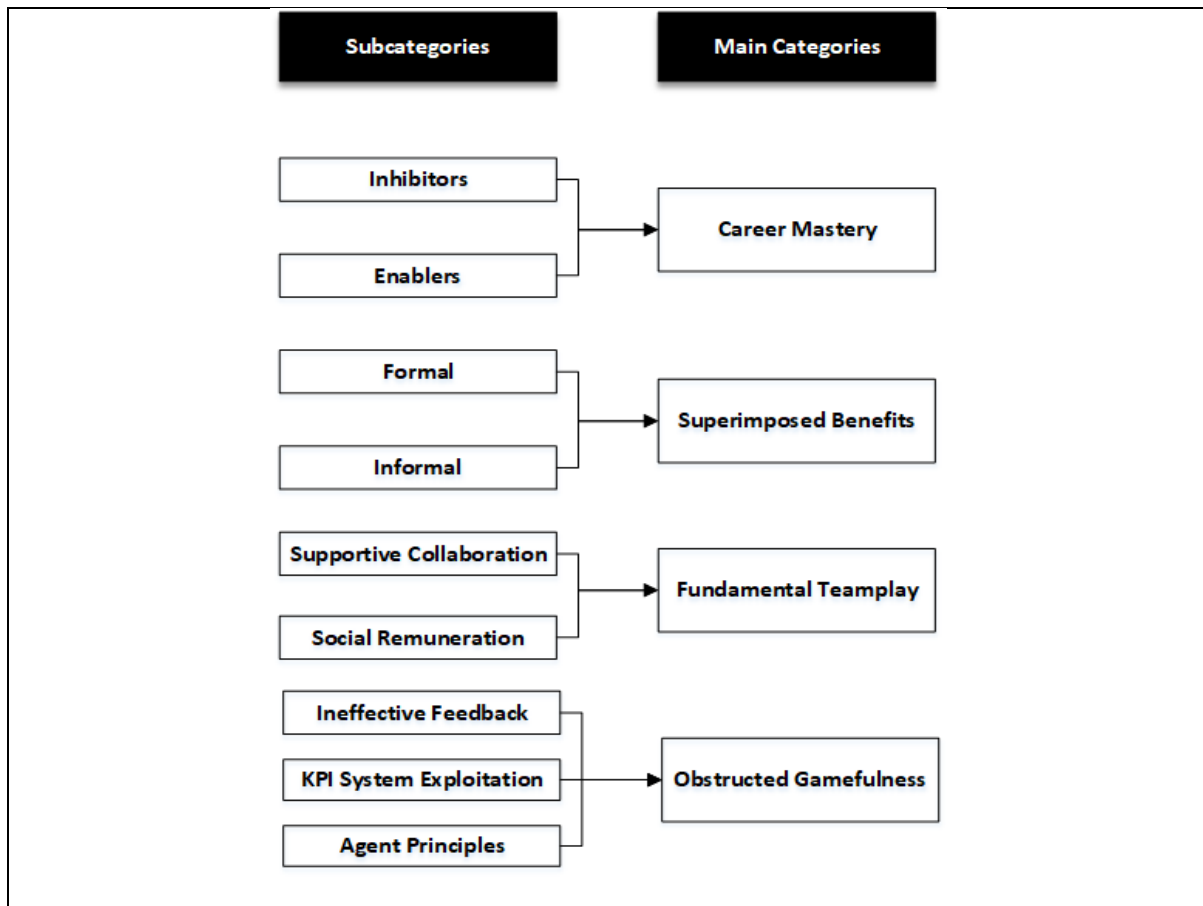 Subcategories
Main Categories
Inhibitors
Enablers
Career Mastery
Formal
Informal
Superimposed Benefits
Supportive Collaboration
Social Remuneration
Fundamental Teamplay
Ineffective Feedback
KPI System Exploitation
Agent Principles
Obstructed Gamefulness